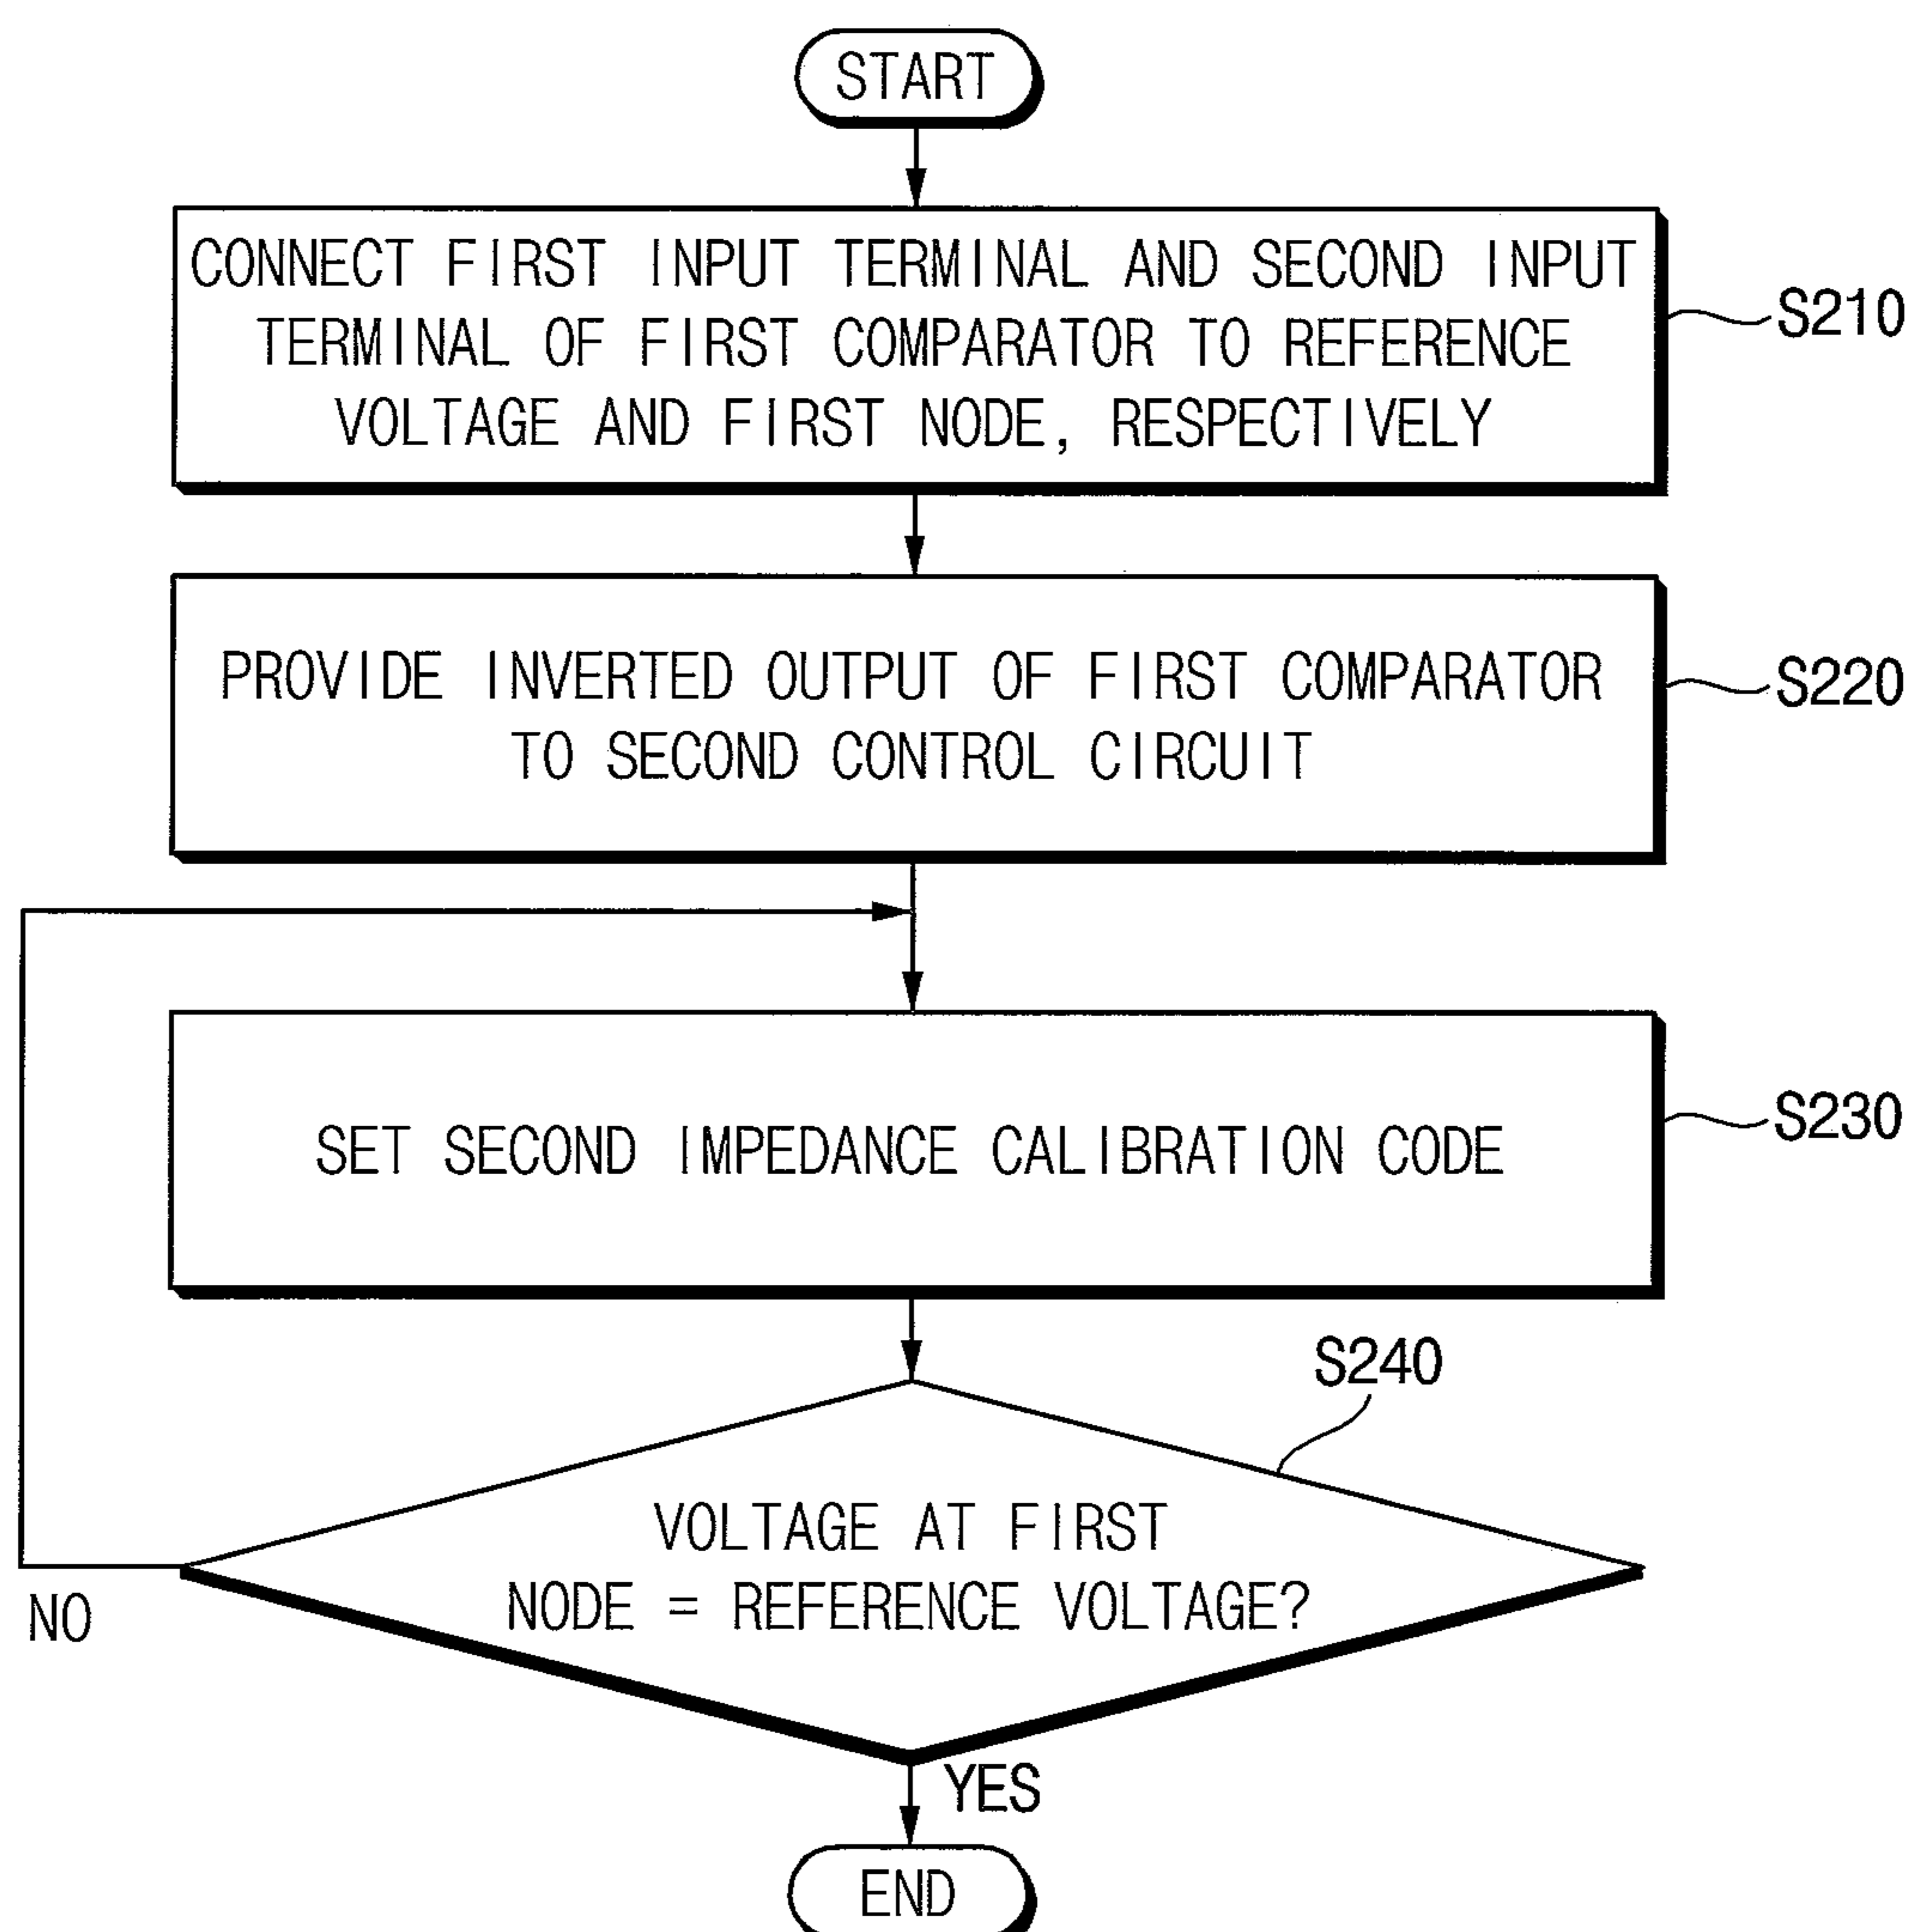 START
CONNECT FIRST INPUT TERMINAL AND SECOND INPUT
TERMINAL OF FIRST COMPARATOR TO REFERENCE
VOLTAGE AND FIRST NODE, RESPECTIVELY
S210
PROVIDE INVERTED OUTPUT OF FIRST COMPARATOR
TO SECOND CONTROL CIRCUIT
S220
SET SECOND IMPEDANCE CALIBRATION CODE
S230
S240
VOLTAGE AT FIRST
NODE = REFERENCE VOLTAGE?
NO
YES
END